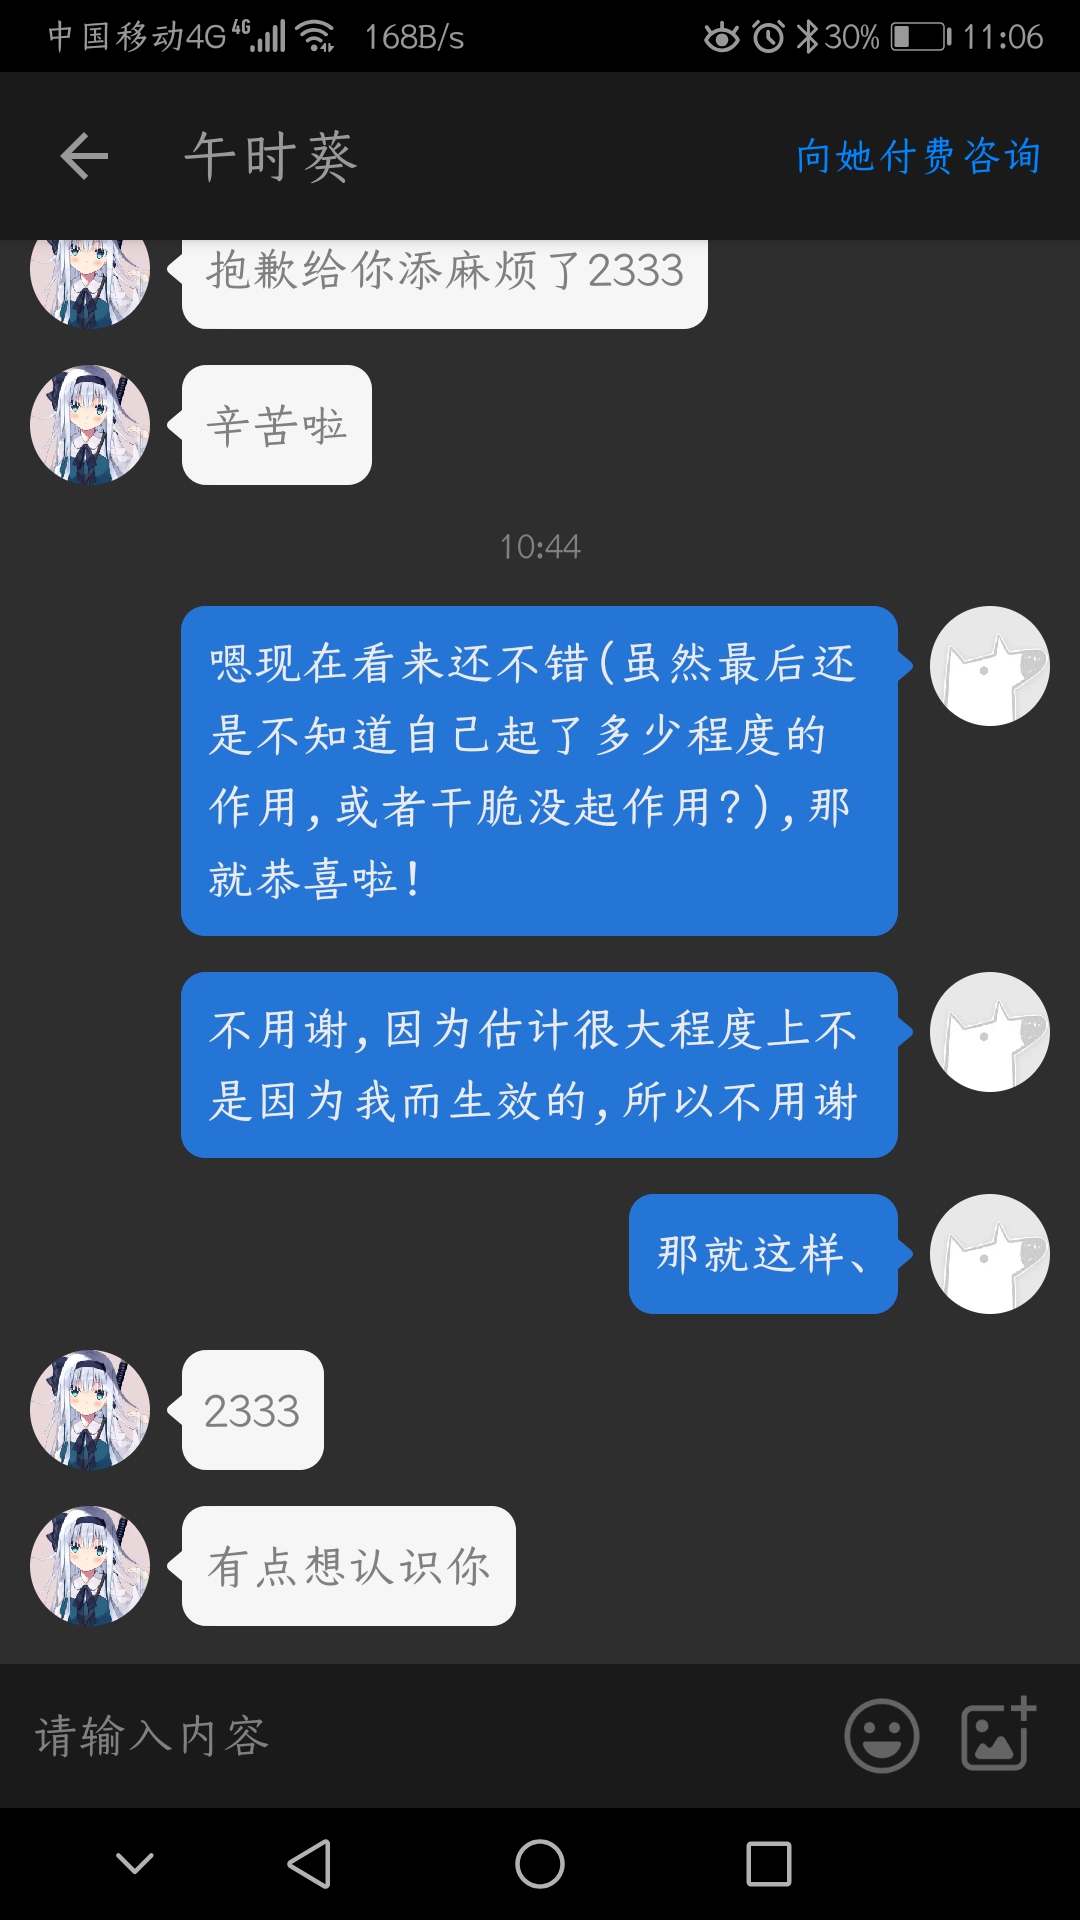 中国移动4G 4G 168B/s 30% 11:06
午时葵 向她付费咨询
抱歉给你添麻烦了2333
辛苦啦
10:44
嗯现在看来还不错(虽然最后还
是不知道自己起了多少程度的
作用,或者干脆没起作用?),那
就恭喜啦!
不用谢,因为估计很大程度上不
是因为我而生效的,所以不用谢
那就这样、
2333
有点想认识你
请输入内容